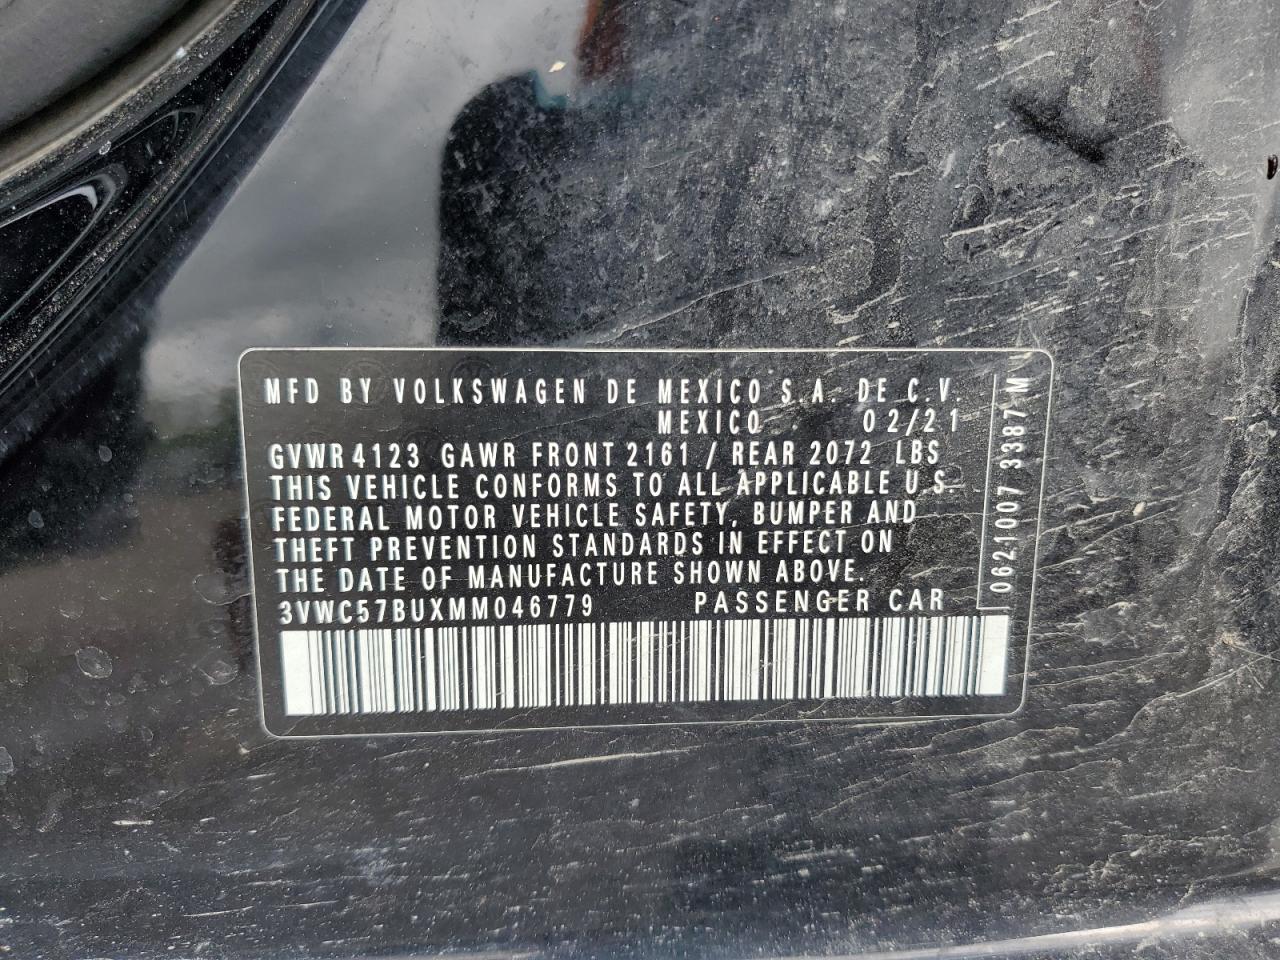 MFD BY VOLKSWAGEN DE MEXICO S.A. DE C.V.
MEXICO 02/21
GVWR 4123 GAWR FRONT 2161 / REAR 2072 LBS
THIS VEHICLE CONFORMS TO ALL APPLICABLE U.S.
FEDERAL MOTOR VEHICLE SAFETY, BUMPER AND
THEFT PREVENTION STANDARDS IN EFFECT ON
THE DATE OF MANUFACTURE SHOWN ABOVE.
3VWC57BUXMM046779 PASSENGER CAR
0621007 3387 M